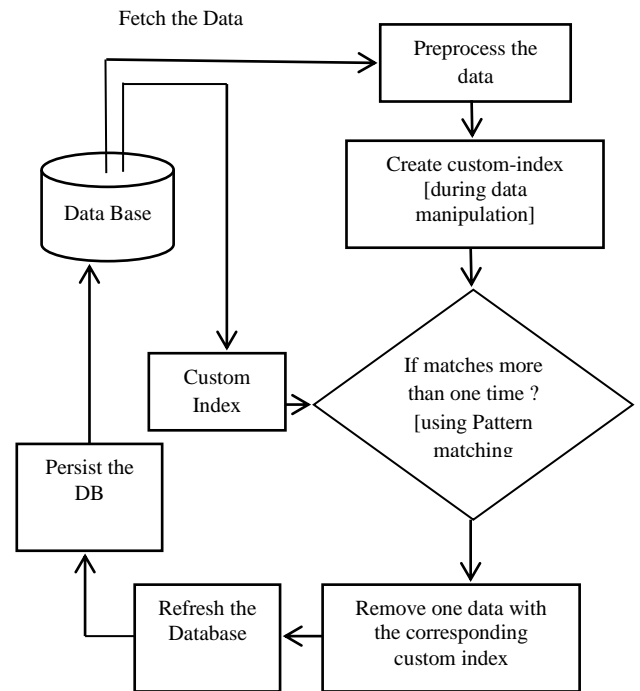 Fetch the Data
Preprocess the
data
Create custom-index
[during data
manipulation]
Data Base
If matches more
than one time ?
[using Pattern
matching
Custom
Index
Persist the
DB
Refresh the
Database
Remove one data with
the corresponding
custom index